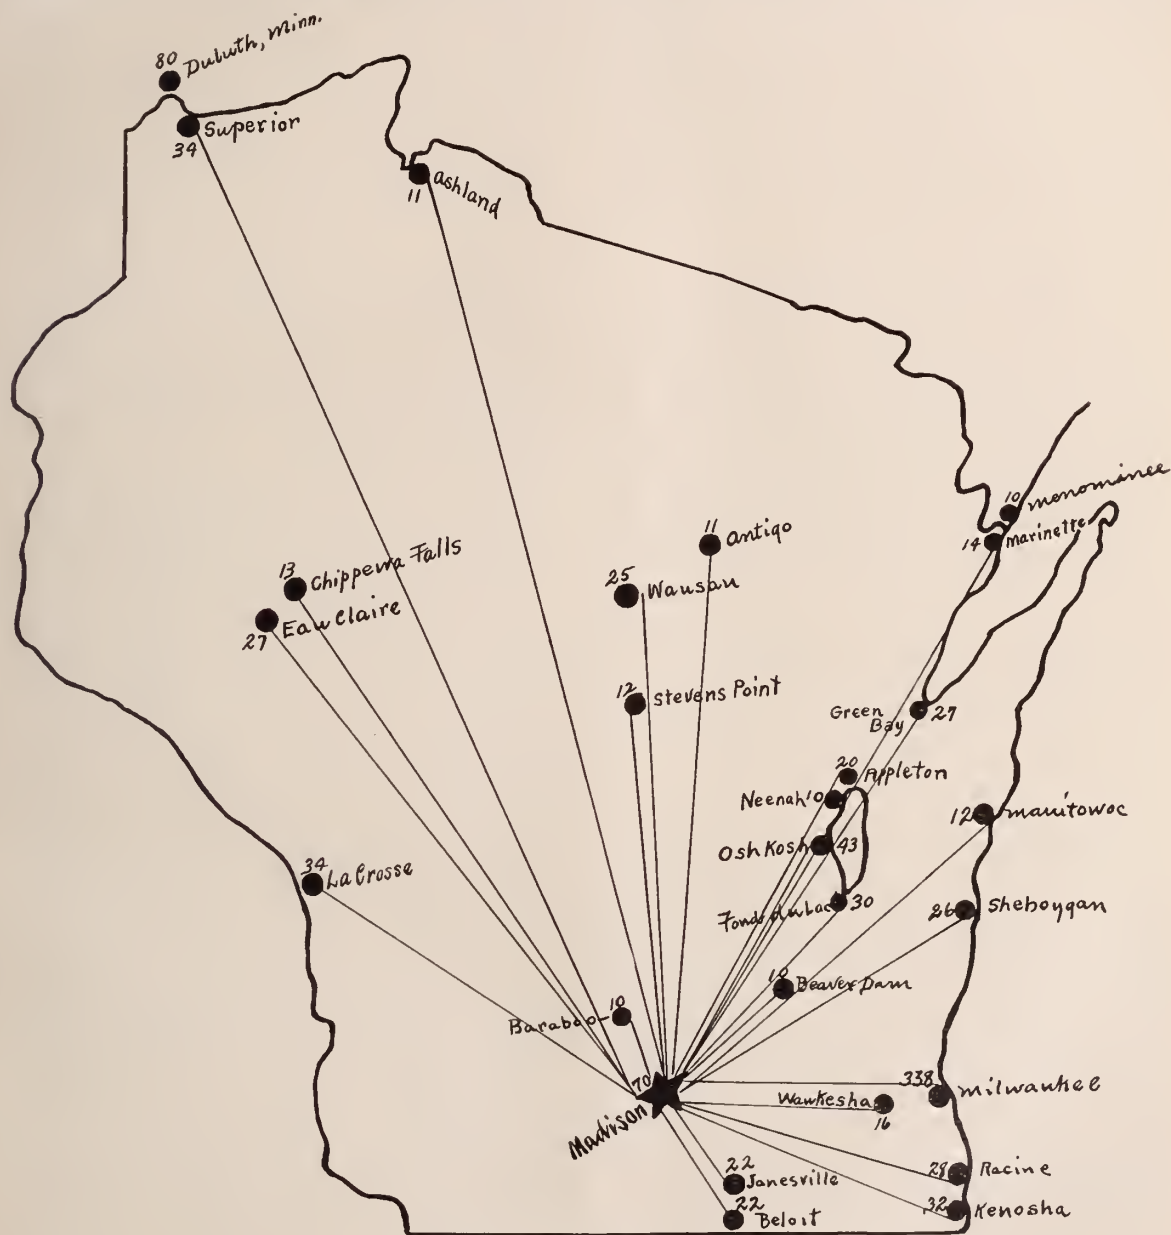 80 Duluth, Minn.
Superior
34
Ashland
11
10 Menominee
14 Marinette
11 Antigo
25 Wausau
13 Chippewa Falls
27 Eau Claire
12 Stevens Point
Green
Bay 27
20 Appleton
Neenah 10
Oshkosh 43
12 Manitowoc
34 La Crosse
Fond du Lac 30
26 Sheboygan
Beaver Dam
10
Baraboo
70
Madison
338 Milwaukee
Waukesha
16
28 Racine
22
Janesville
32 Kenosha
22
Beloit